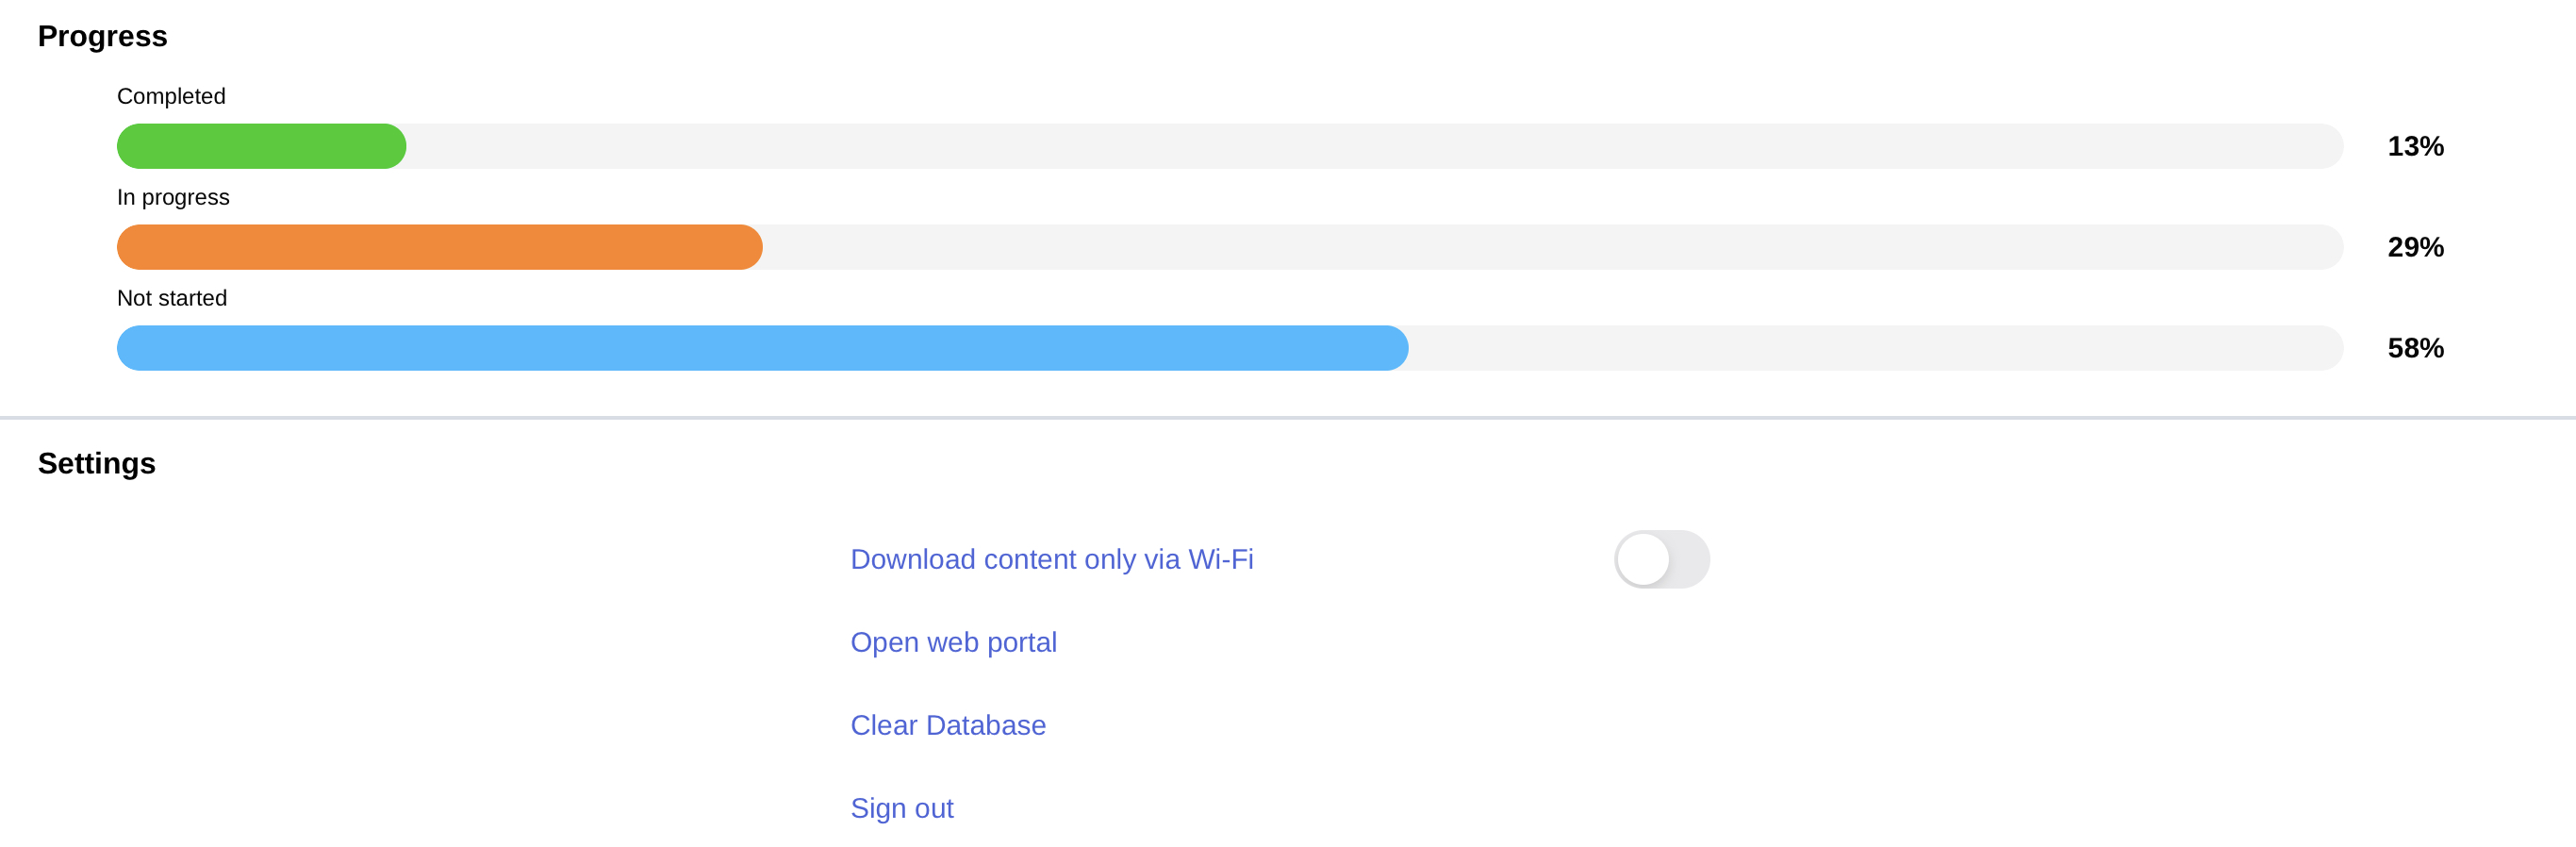 Progress
Completed
13%
In progress
29%
Not started
58%
Settings
Download content only via Wi-Fi
Open web portal
Clear Database
Sign out